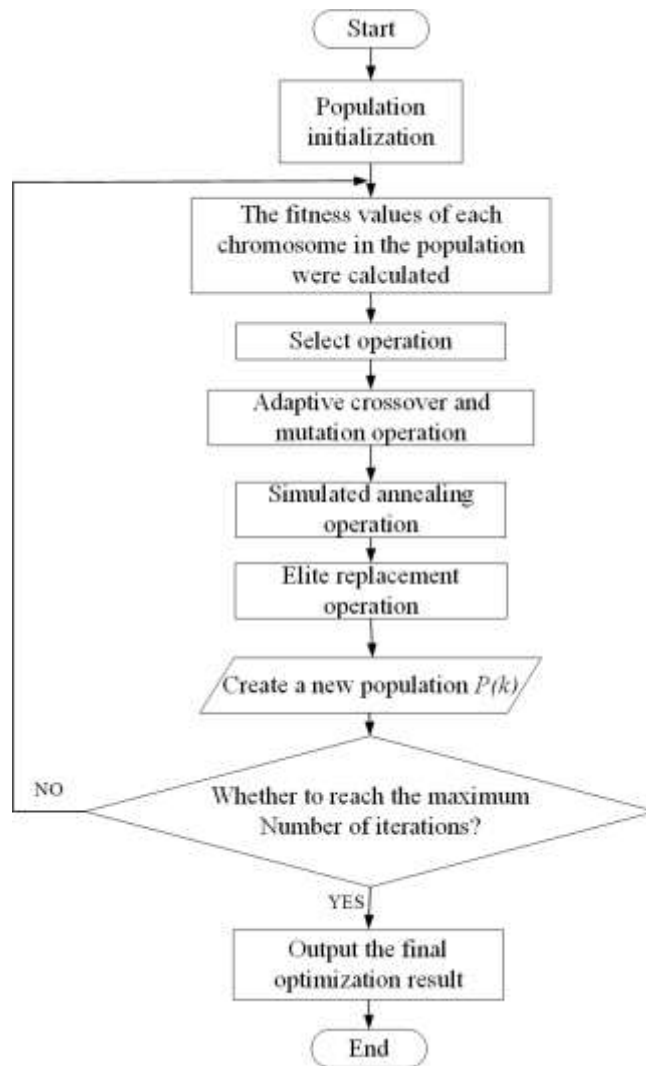 Start
Population
initialization
The fitness values of each
chromosome in the population
were calculated
Select operation
Adaptive crossover and
mutation operation
Simulated annealing
operation
Elite replacement
operation
Create a new population P(k)
NO
Whether to reach the maximum
Number of iterations?
YES
Output the final
optimization result
End